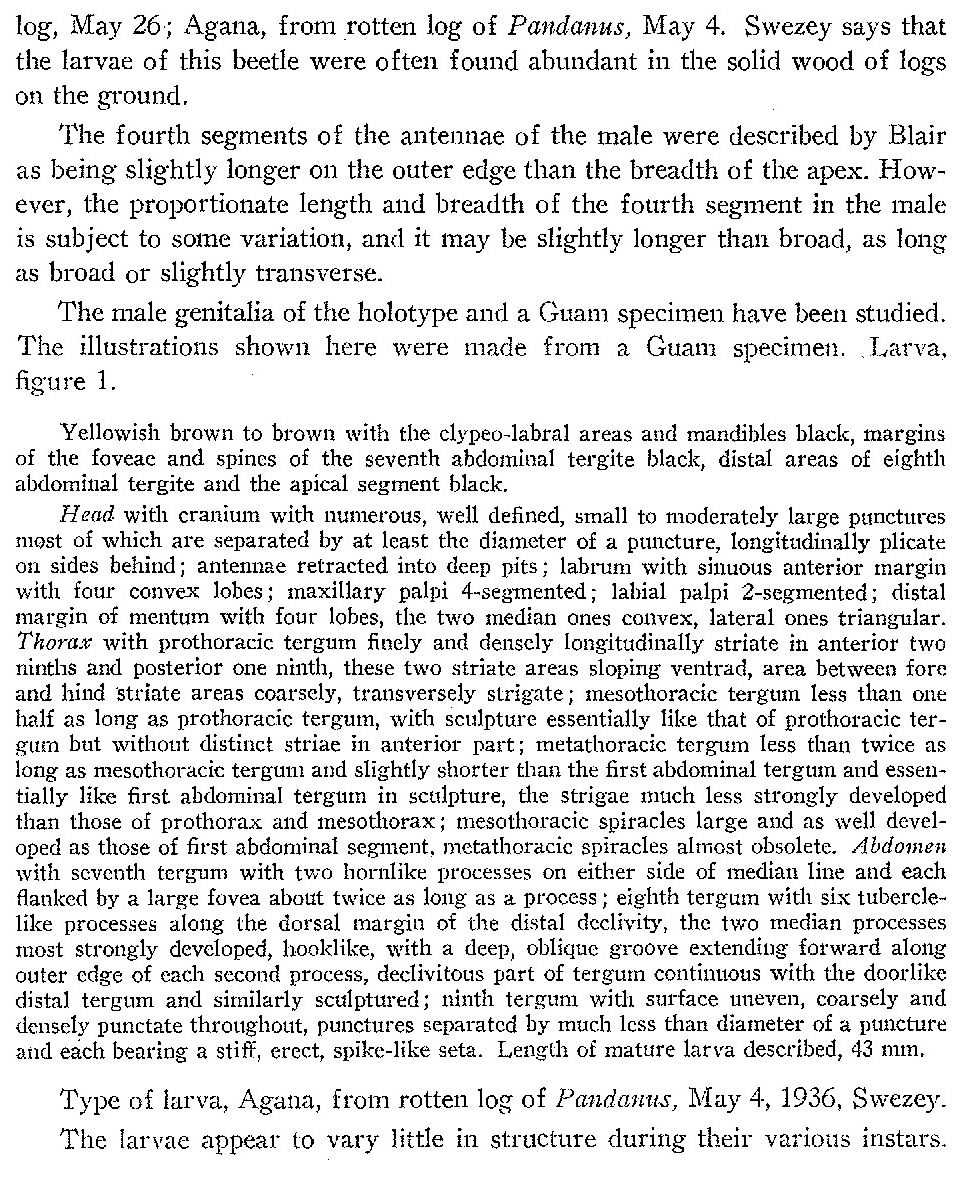 log, May 26; Agana, from rotten log of Pandanus, May 4. Swezey says that
the larvae of this beetle were often found abundant in the solid wood of logs
on the ground.
The fourth segments of the antennae of the male were described by Blair
as being slightly longer on the outer edge than the breadth of the apex. How-
ever, the proportionate length and breadth of the fourth segment in the male
is subject to some variation, and it may be slightly longer than broad, as long
as broad or slightly transverse.
The male genitalia of the holotype and a Guam specimen have been studied.
The illustrations shown here were made from a Guam specimen. Larva,
figure 1.
Yellowish brown to brown with the clypeo-labral areas and mandibles black, margins
of the foveae and spines of the seventh abdominal tergite black, distal areas of eighth
abdominal tergite and the apical segment black.
Head with cranium with numerous, well defined, small to moderately large punctures
most of which are separated by at least the diameter of a puncture, longitudinally plicate
on sides behind; antennae retracted into deep pits; labrum with sinuous anterior margin
with four convex lobes; maxillary palpi 4-segmented; labial palpi 2-segmented; distal
margin of mentum with four lobes, the two median ones convex, lateral ones triangular.
Thorax with prothoracic tergum finely and densely longitudinally striate in anterior two
ninths and posterior one ninth, these two striate areas sloping ventrad, area between fore
and hind striate areas coarsely, transversely strigate; mesothoracic tergum less than one
half as long as prothoracic tergum, with sculpture essentially like that of prothoracic ter-
gum but without distinct striae in anterior part; metathoracic tergum less than twice as
long as mesothoracic tergum and slightly shorter than the first abdominal tergum and essen-
tially like first abdominal tergum in sculpture, the strigae much less strongly developed
than those of prothorax and mesothorax; mesothoracic spiracles large and as well devel-
oped as those of first abdominal segment, metathoracic spiracles almost obsolete. Abdomen
with seventh tergum with two hornlike processes on either side of median line and each
flanked by a large fovea about twice as long as a process; eighth tergum with six tubercle-
like processes along the dorsal margin of the distal declivity, the two median processes
most strongly developed, hooklike, with a deep, oblique groove extending forward along
outer edge of each second process, declivitous part of tergum continuous with the doorlike
distal tergum and similarly sculptured; ninth tergum with surface uneven, coarsely and
densely punctate throughout, punctures separated by much less than diameter of a puncture
and each bearing a stiff, erect, spike-like seta. Length of mature larva described, 43 mm.
Type of larva, Agana, from rotten log of Pandanus, May 4, 1936, Swezey.
The larvae appear to vary little in structure during their various instars.